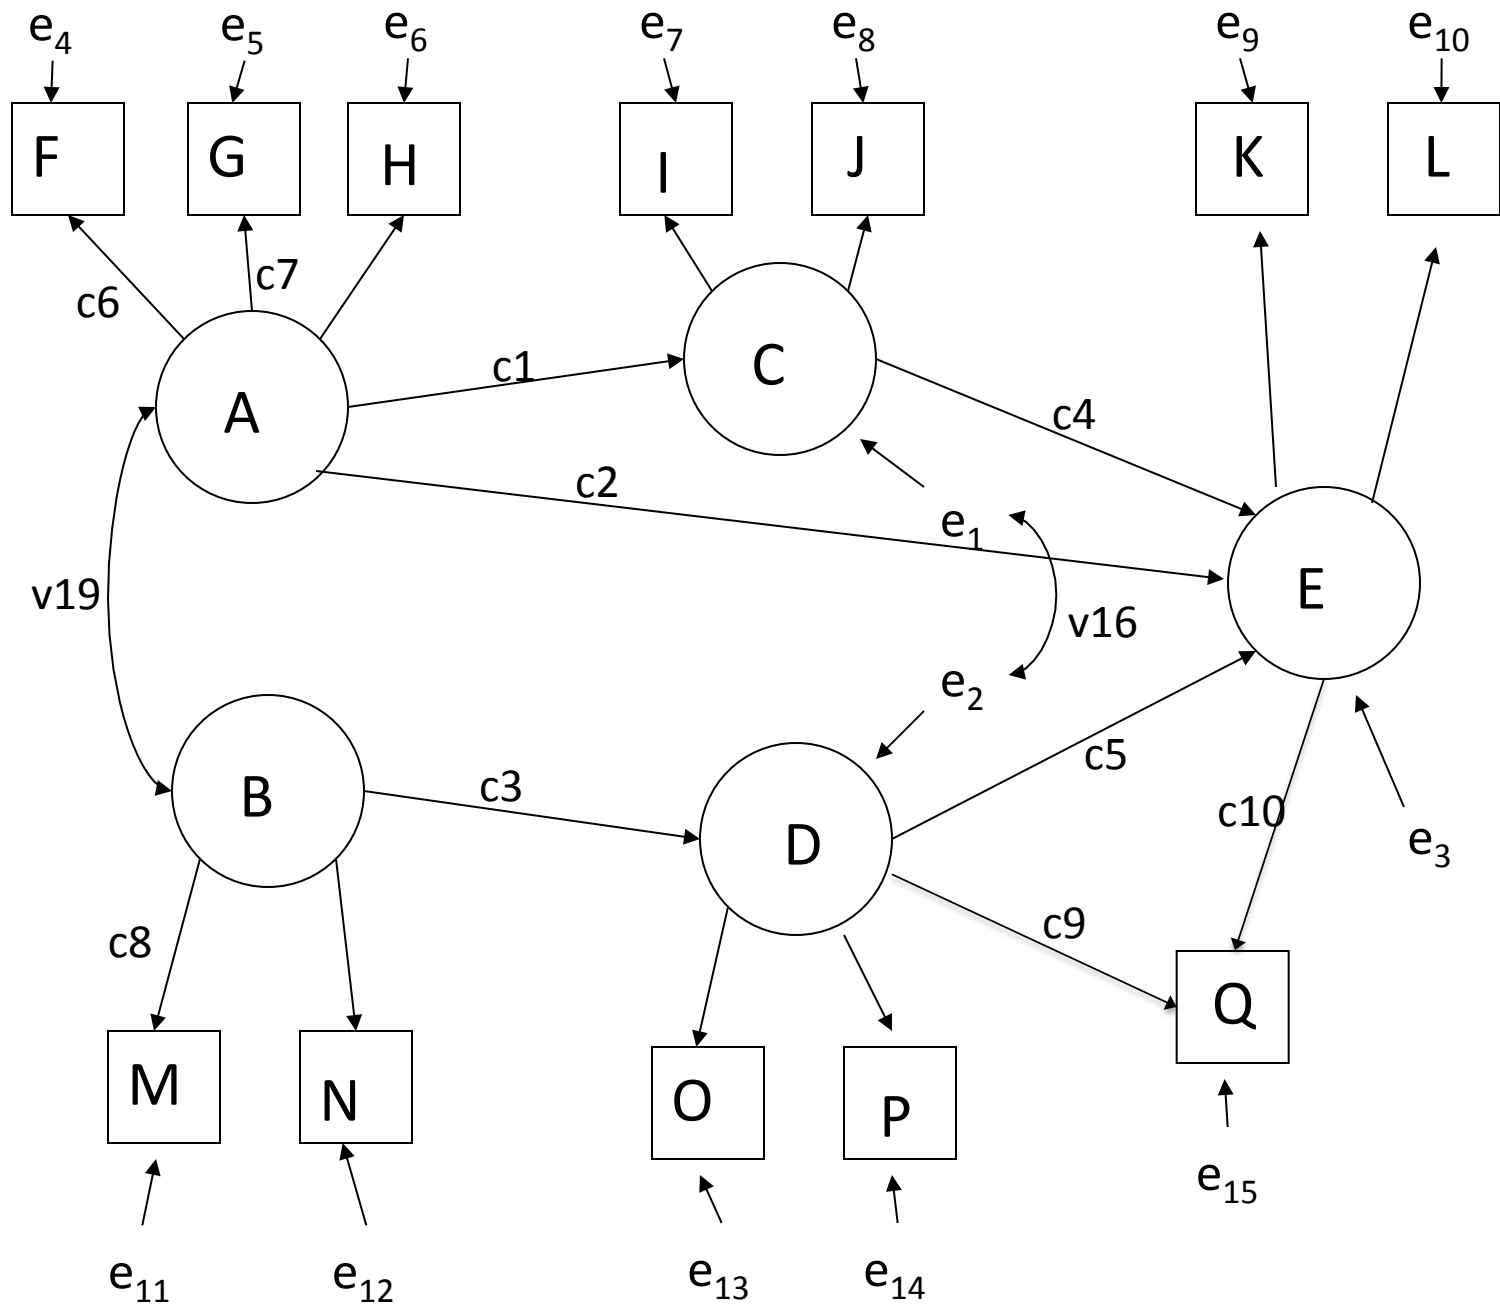 e4 e5 e6 e7 e8 e9 e10
F G H I J K L
c6 c7
A c1 C c4
c2
e1
v19 v16 E
e2
B c3 D c5
c10 e3
c8 c9
Q
M N O P
e15
e11 e12 e13 e14